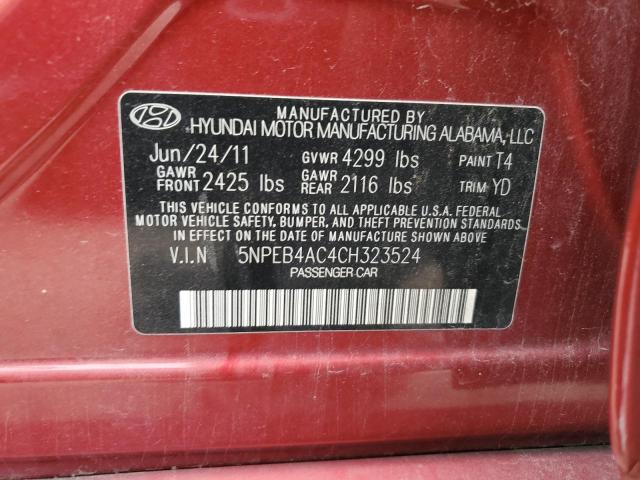 MANUFACTURED BY
HYUNDAI MOTOR MANUFACTURING ALABAMA, LLC
Jun/24/11 GVWR 4299 lbs PAINT T4
GAWR FRONT 2425 lbs GAWR REAR 2116 lbs TRIM YD
THIS VEHICLE CONFORMS TO ALL APPLICABLE U.S.A. FEDERAL
MOTOR VEHICLE SAFETY, BUMPER, AND THEFT STANDARDS
IN EFFECT ON THE DATE OF MANUFACTURE SHOWN ABOVE
V.I.N 5NPEB4AC4CH323524
PASSENGER CAR